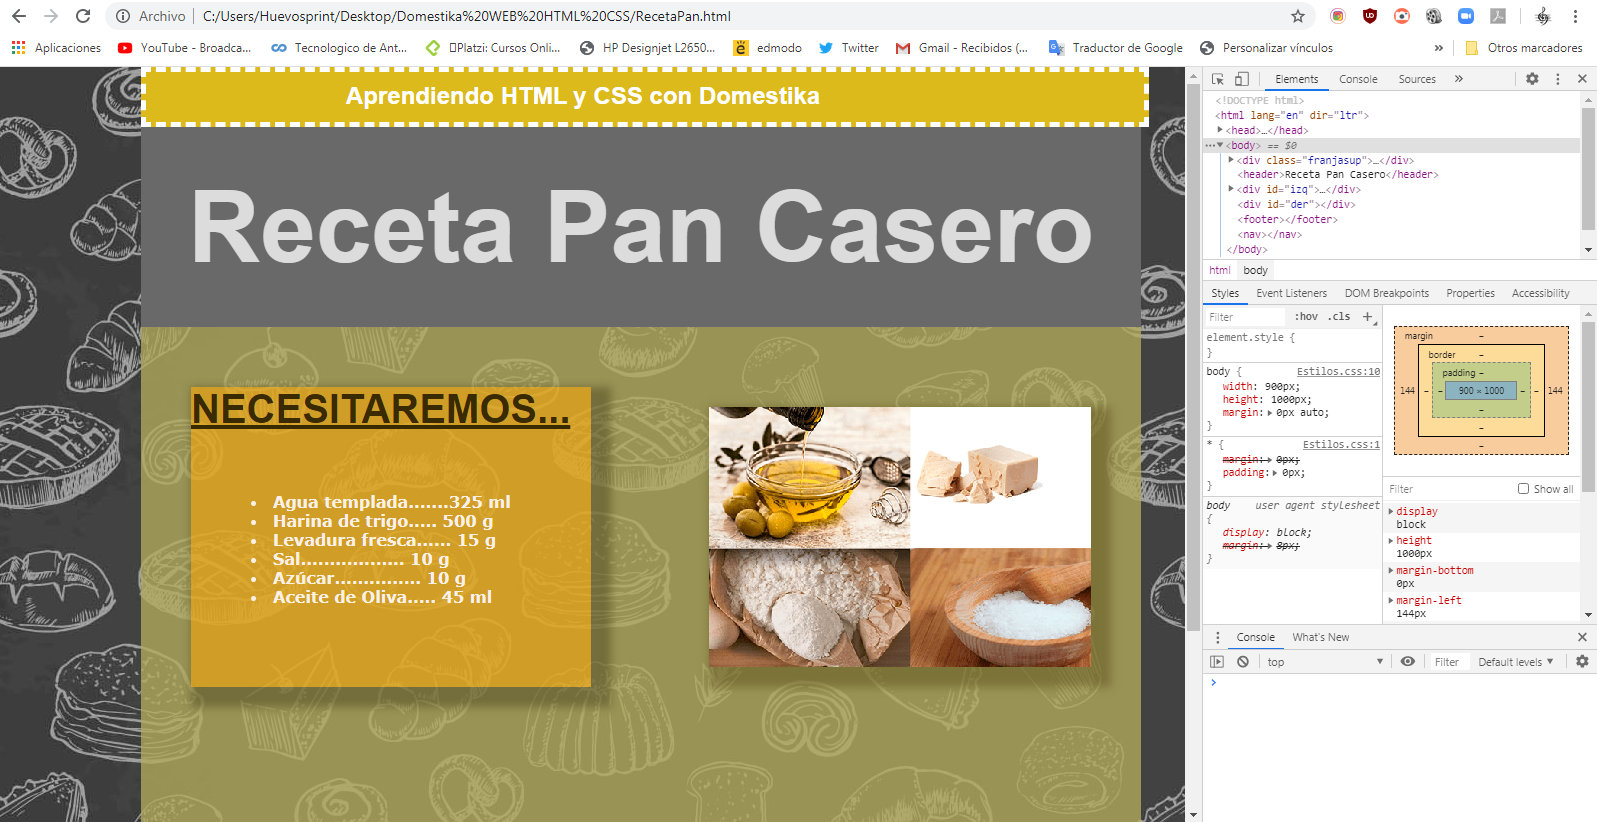 Archivo | C:/Users/Huevosprint/Desktop/Domestika%20WEB%20HTML%20CSS/RecetaPan.html
Aplicaciones YouTube - Broadca... Tecnologico de Ant... Platzi: Cursos Onli... HP Designjet L2650... edmodo Twitter Gmail - Recibidos (... Traductor de Google Personalizar vínculos » Otros marcadores
Aprendiendo HTML y CSS con Domestika
Receta Pan Casero
NECESITAREMOS...
• Agua templada.......325 ml
• Harina de trigo..... 500 g
• Levadura fresca...... 15 g
• Sal.................. 10 g
• Azúcar............... 10 g
• Aceite de Oliva..... 45 ml
Elements Console Sources »
<!DOCTYPE html>
<html lang="en" dir="ltr">
<head>…</head>
<body> == $0
<div class="franjasup">…</div>
<header>Receta Pan Casero</header>
<div id="izq">…</div>
<div id="der"></div>
<footer></footer>
<nav></nav>
</body>
html body
Styles Event Listeners DOM Breakpoints Properties Accessibility
Filter :hov .cls +
element.style {
}
body { Estilos.css:10
width: 900px;
height: 1000px;
margin: 0px auto;
}
* { Estilos.css:1
margin: 0px;
padding: 0px;
}
body user agent stylesheet
{
display: block;
margin: 8px;
}
margin –
border –
padding –
144 – – 900 × 1000 – – 144
–
–
–
Filter Show all
display
block
height
1000px
margin-bottom
0px
margin-left
144px
Console What's New
top Filter Default levels